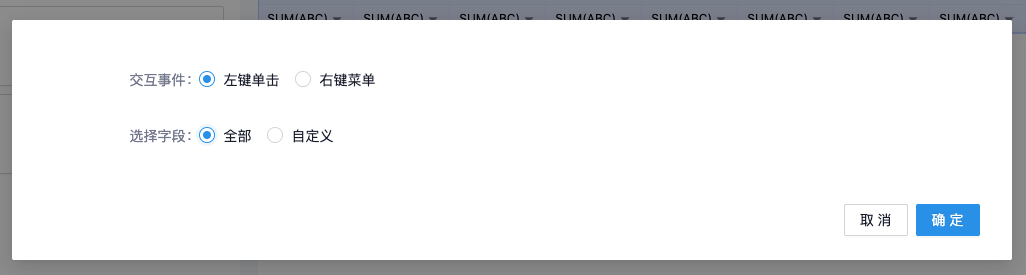 SUM(ABC) SUM(ABC) SUM(ABC) SUM(ABC) SUM(ABC) SUM(ABC) SUM(ABC) SUM(ABC)
交互事件： 左键单击 右键菜单
选择字段： 全部 自定义
取消 确定